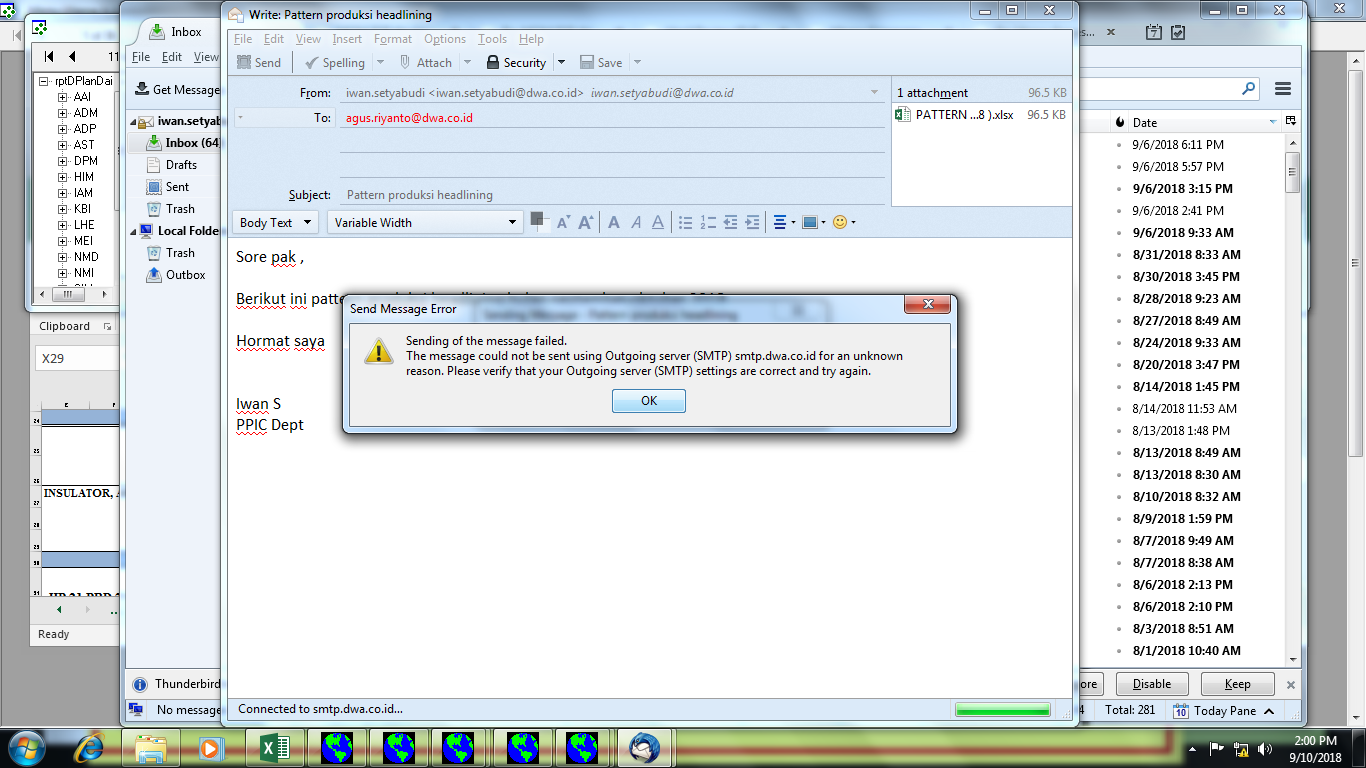 Write: Pattern produksi headlining
Inbox
File Edit View
Get Message
iwan.setyab
Inbox (64
Drafts
Sent
Trash
Local Folde
Trash
Outbox
11
rptDPlanDai
AAI
ADM
ADP
AST
DPM
HIM
IAM
KBI
LHE
MEI
NMD
NMI
Clipboard
X29
E F
24
25
26
27
28
29
30
31
INSULATOR, A
Ready
File Edit View Insert Format Options Tools Help
Send Spelling Attach Security Save
From: iwan.setyabudi <iwan.setyabudi@dwa.co.id> iwan.setyabudi@dwa.co.id
To: agus.riyanto@dwa.co.id
Subject: Pattern produksi headlining
1 attachment 96.5 KB
PATTERN ...8 ).xlsx 96.5 KB
Body Text Variable Width
Sore pak ,
Berikut ini patte
Hormat saya
Iwan S
PPIC Dept
Send Message Error
Sending of the message failed.
The message could not be sent using Outgoing server (SMTP) smtp.dwa.co.id for an unknown
reason. Please verify that your Outgoing server (SMTP) settings are correct and try again.
OK
Connected to smtp.dwa.co.id...
s...
7
Date
9/6/2018 6:11 PM
9/6/2018 5:57 PM
9/6/2018 3:15 PM
9/6/2018 2:41 PM
9/6/2018 9:33 AM
8/31/2018 8:33 AM
8/30/2018 3:45 PM
8/28/2018 9:23 AM
8/27/2018 8:49 AM
8/24/2018 9:33 AM
8/20/2018 3:47 PM
8/14/2018 1:45 PM
8/14/2018 11:53 AM
8/13/2018 1:48 PM
8/13/2018 8:49 AM
8/13/2018 8:30 AM
8/10/2018 8:32 AM
8/9/2018 1:59 PM
8/7/2018 9:49 AM
8/7/2018 8:38 AM
8/6/2018 2:13 PM
8/6/2018 2:10 PM
8/3/2018 8:51 AM
8/1/2018 10:40 AM
Thunderbird
ore Disable Keep
No message
4 Total: 281 10 Today Pane
2:00 PM
9/10/2018